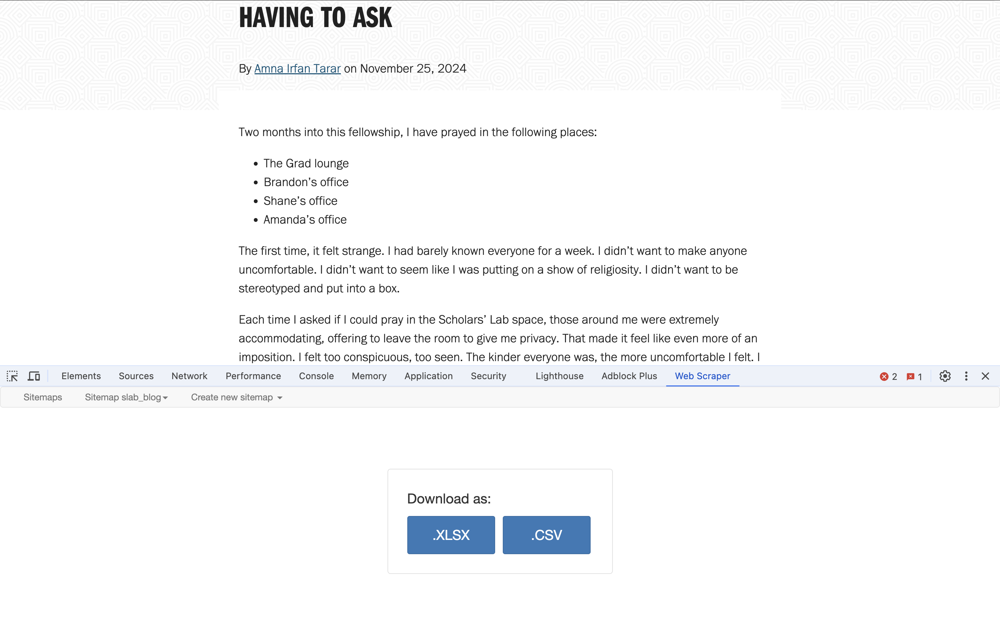 HAVING TO ASK
By Amna Irfan Tarar on November 25, 2024
Two months into this fellowship, I have prayed in the following places:
• The Grad lounge
• Brandon’s office
• Shane’s office
• Amanda’s office
The first time, it felt strange. I had barely known everyone for a week. I didn’t want to make anyone
uncomfortable. I didn’t want to seem like I was putting on a show of religiosity. I didn’t want to be
stereotyped and put into a box.
Each time I asked if I could pray in the Scholars’ Lab space, those around me were extremely
accommodating, offering to leave the room to give me privacy. That made it feel like even more of an
imposition. I felt too conspicuous, too seen. The kinder everyone was, the more uncomfortable I felt. I
Elements Sources Network Performance Console Memory Application Security Lighthouse Adblock Plus Web Scraper 2 1
Sitemaps Sitemap slab_blog Create new sitemap
Download as:
.XLSX .CSV